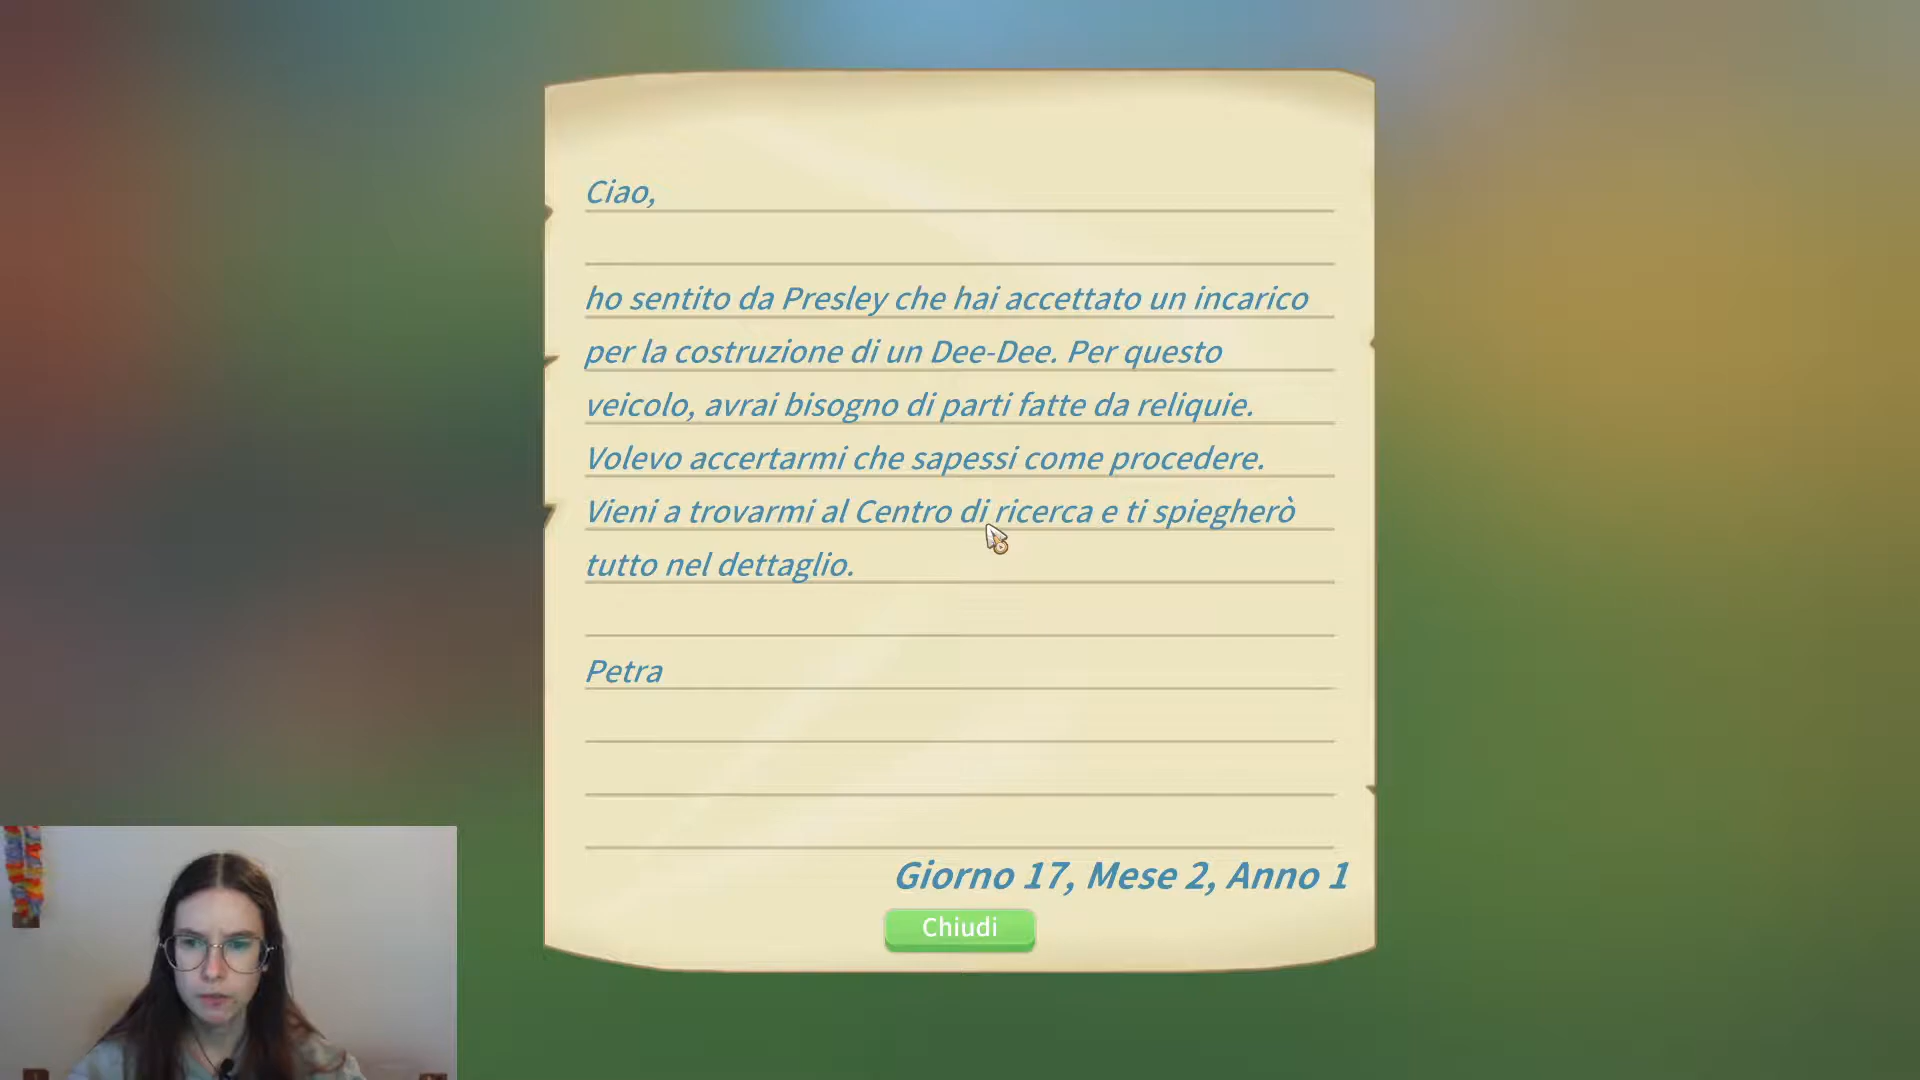 Ciao,
ho sentito da Presley che hai accettato un incarico
per la costruzione di un Dee-Dee. Per questo
veicolo, avrai bisogno di parti fatte da reliquie.
Volevo accertarmi che sapessi come procedere.
Vieni a trovarmi al Centro di ricerca e ti spiegherò
tutto nel dettaglio.
Petra
Giorno 17, Mese 2, Anno 1
Chiudi